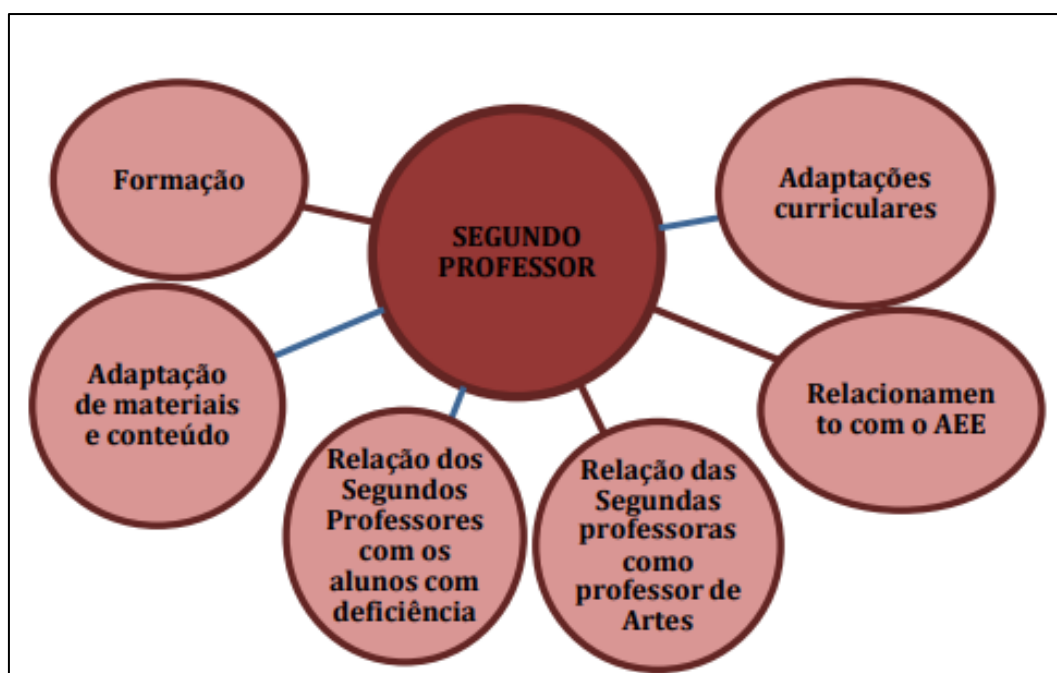 SEGUNDO
PROFESSOR
Formação
Adaptação
de materiais
e conteúdo
Relação dos
Segundos
Professores
com os
alunos com
deficiência
Relação das
Segundas
professoras
como
professor de
Artes
Relacionamen
to com o AEE
Adaptações
curriculares